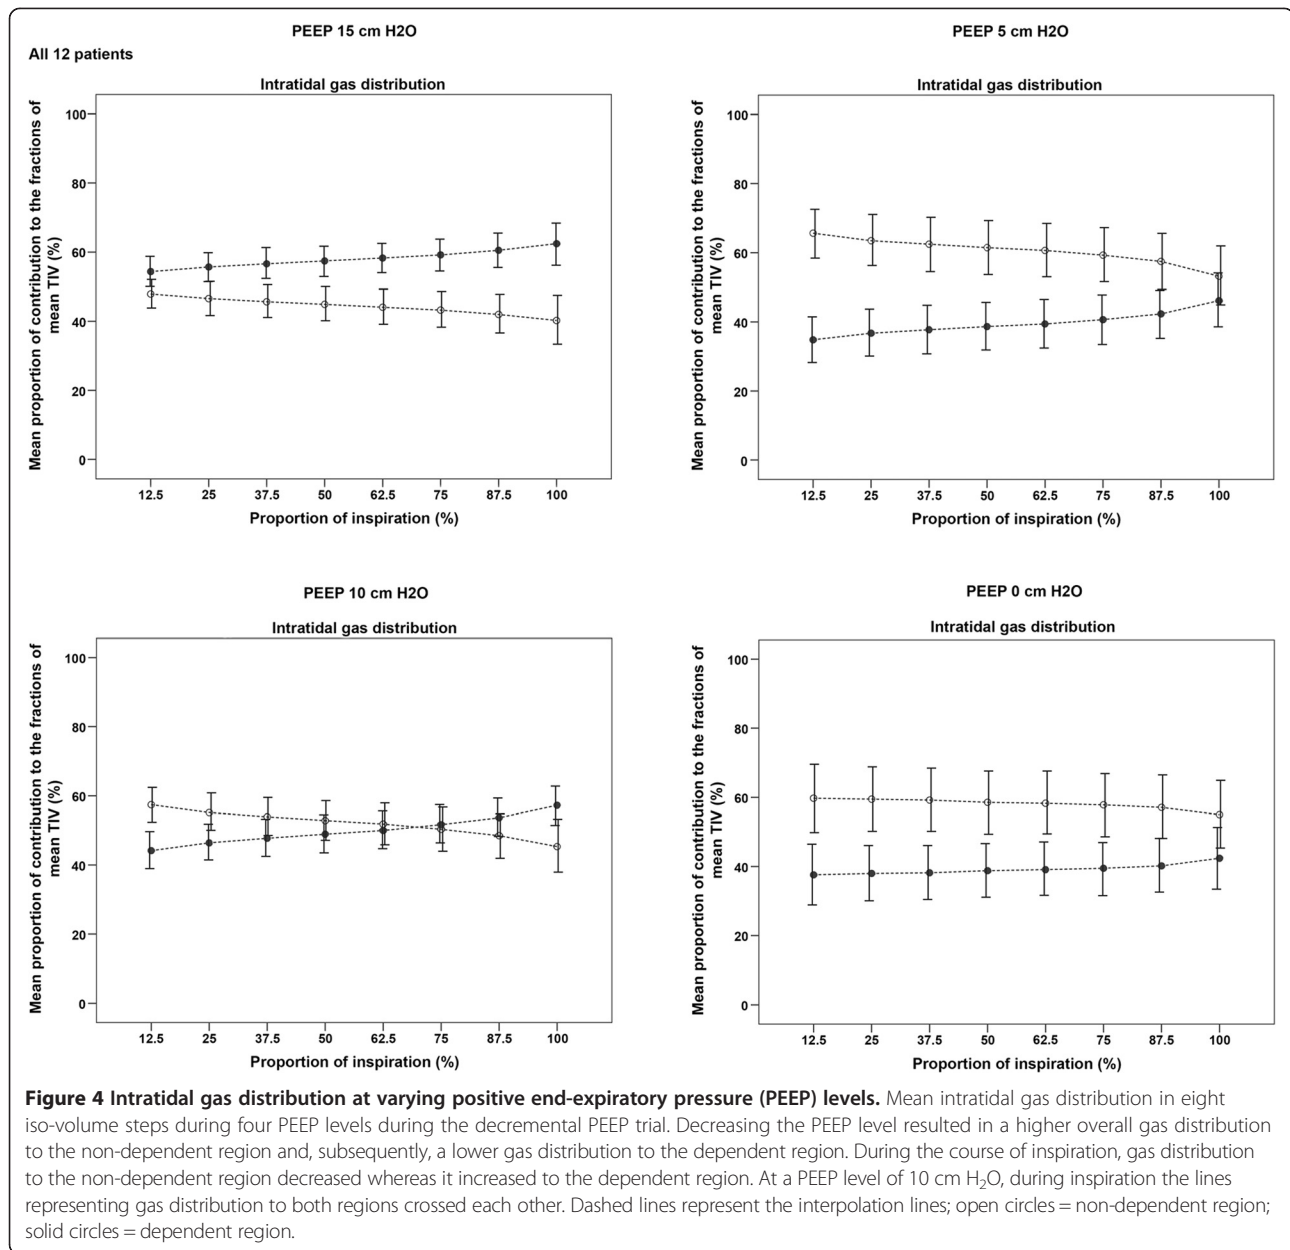 PEEP 15 cm H2O
All 12 patients
Intratidal gas distribution
Mean proportion of contribution to the fractions of
mean TIV (%)
100
80
60
40
20
0
12.5 25 37.5 50 62.5 75 87.5 100
Proportion of inspiration (%)
PEEP 5 cm H2O
Intratidal gas distribution
Mean proportion of contribution to the fractions of
mean TIV (%)
100
80
60
40
20
0
12.5 25 37.5 50 62.5 75 87.5 100
Proportion of inspiration (%)
PEEP 10 cm H2O
Intratidal gas distribution
Mean proportion of contribution to the fractions of
mean TIV (%)
100
80
60
40
20
0
12.5 25 37.5 50 62.5 75 87.5 100
Proportion of inspiration (%)
PEEP 0 cm H2O
Intratidal gas distribution
Mean proportion of contribution to the fractions of
mean TIV (%)
100
80
60
40
20
0
12.5 25 37.5 50 62.5 75 87.5 100
Proportion of inspiration (%)
Figure 4 Intratidal gas distribution at varying positive end-expiratory pressure (PEEP) levels. Mean intratidal gas distribution in eight
iso-volume steps during four PEEP levels during the decremental PEEP trial. Decreasing the PEEP level resulted in a higher overall gas distribution
to the non-dependent region and, subsequently, a lower gas distribution to the dependent region. During the course of inspiration, gas distribution
to the non-dependent region decreased whereas it increased to the dependent region. At a PEEP level of 10 cm H₂O, during inspiration the lines
representing gas distribution to both regions crossed each other. Dashed lines represent the interpolation lines; open circles = non-dependent region;
solid circles = dependent region.